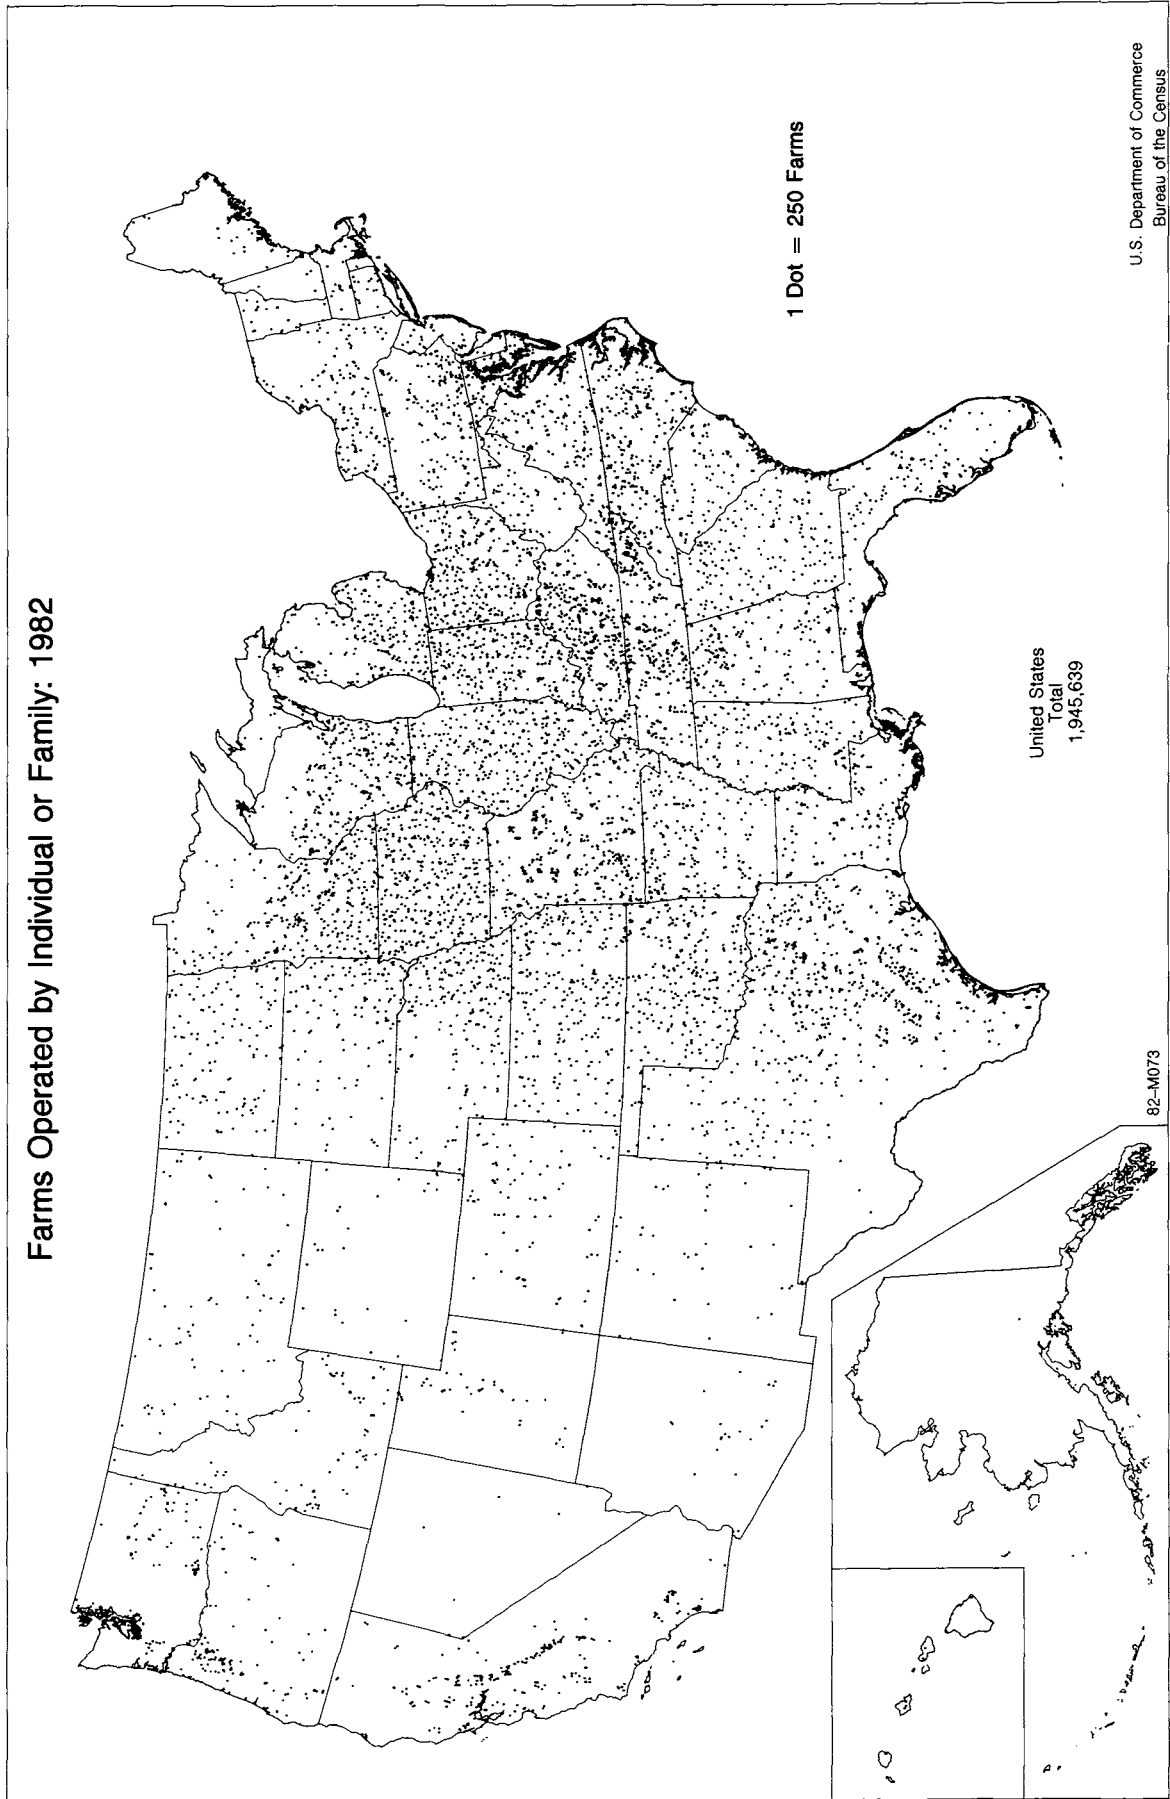 Farms Operated by Individual or Family: 1982
1 Dot = 250 Farms
United States
Total
1,945,639
82–M073
U.S. Department of Commerce
Bureau of the Census